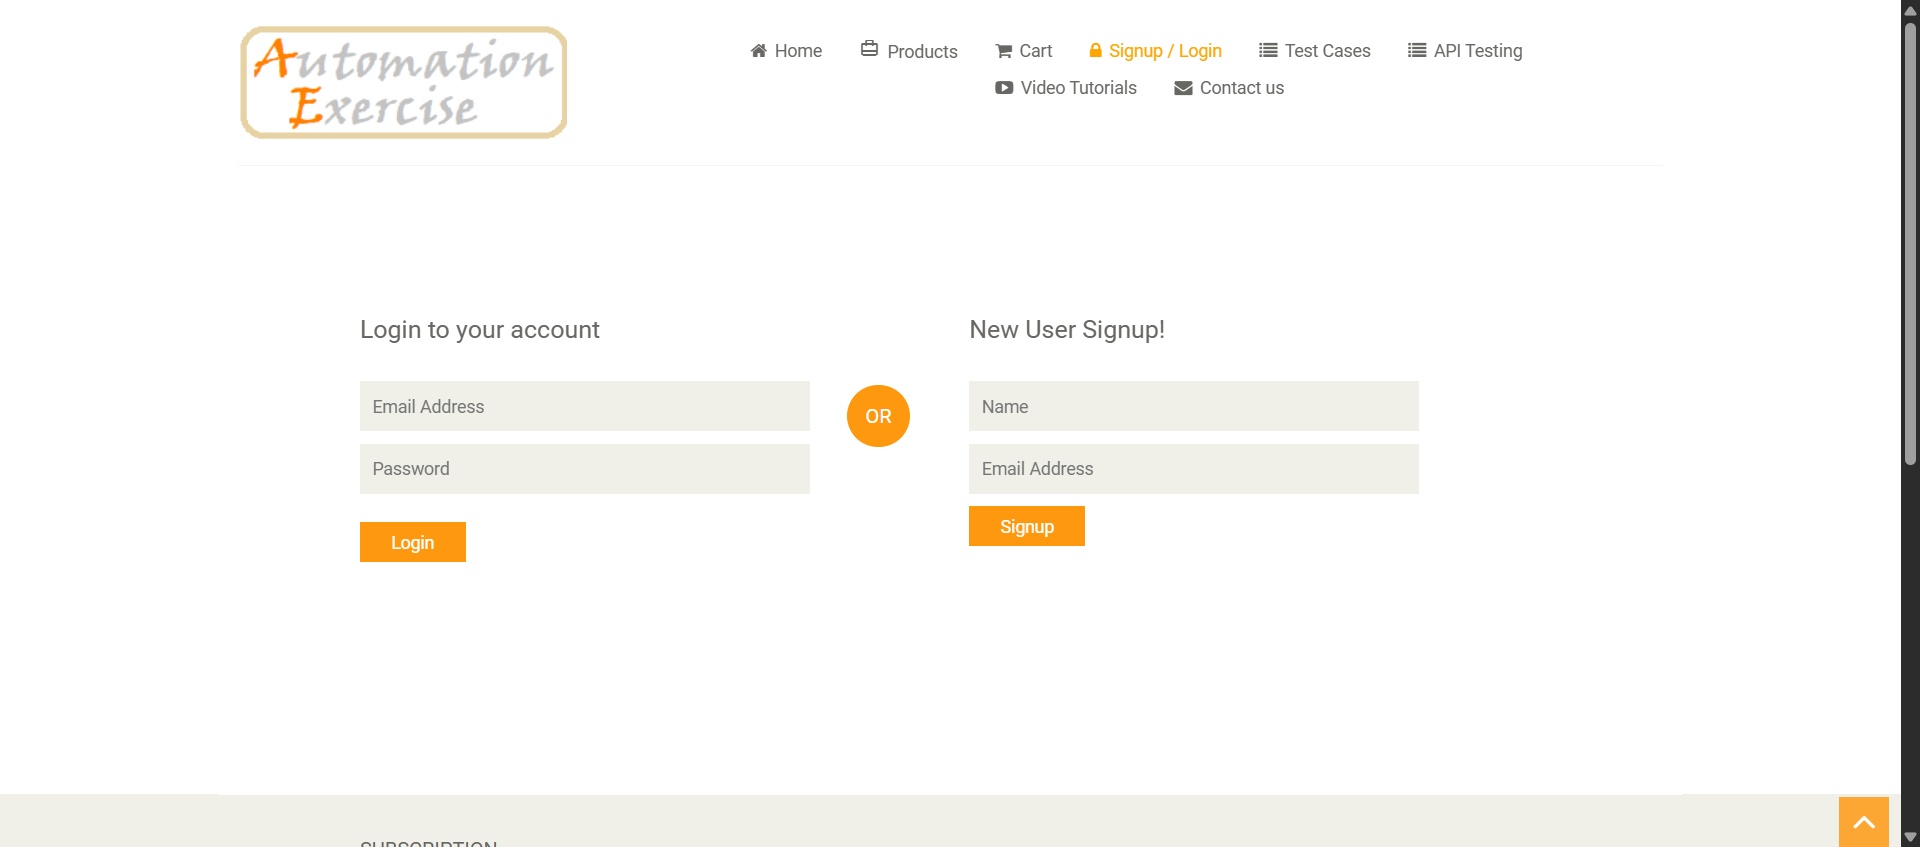 Automation
Exercise
Home Products Cart Signup / Login Test Cases API Testing
Video Tutorials Contact us
Login to your account
Email Address
Password
Login
OR
New User Signup!
Name
Email Address
Signup
SUBSCRIPTION